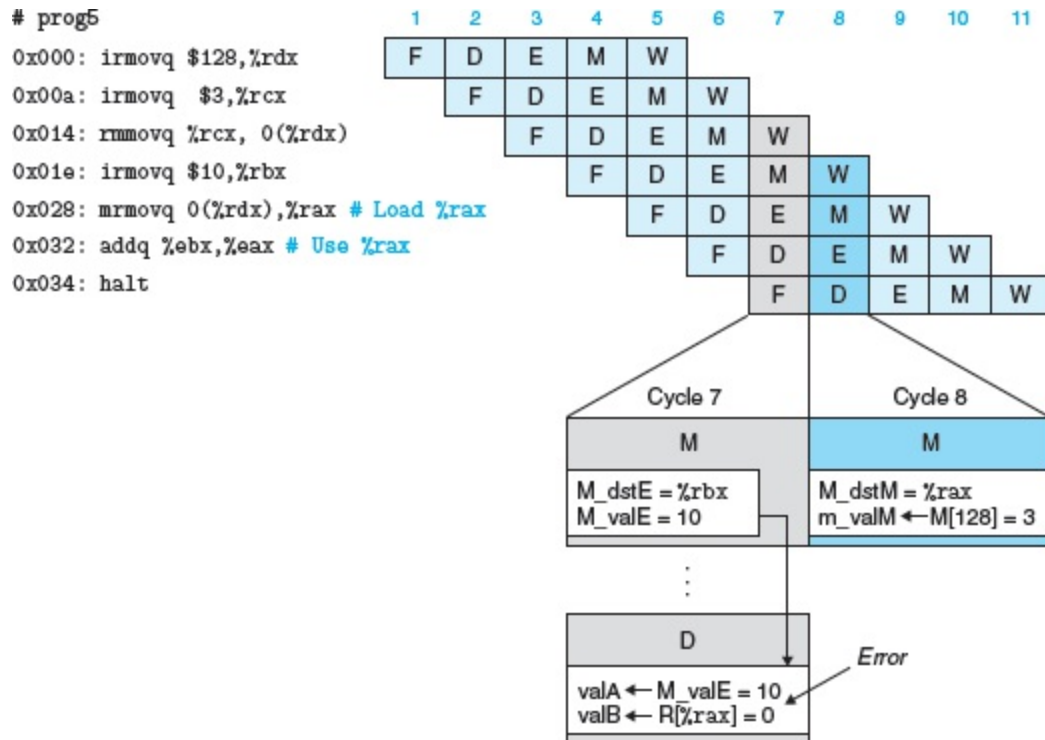 # prog5 1 2 3 4 5 6 7 8 9 10 11
0x000: irmovq $128,%rdx F D E M W
0x00a: irmovq $3,%rcx F D E M W
0x014: rmmovq %rcx, 0(%rdx) F D E M W
0x01e: irmovq $10,%rbx F D E M W
0x028: mrmovq 0(%rdx),%rax # Load %rax F D E M W
0x032: addq %ebx,%eax # Use %rax F D E M W
0x034: halt F D E M W
Cycle 7 Cycle 8
M M
M_dstE = %rbx M_dstM = %rax
M_valE = 10 m_valM ← M[128] = 3
D
Error
valA ← M_valE = 10
valB ← R[%rax] = 0